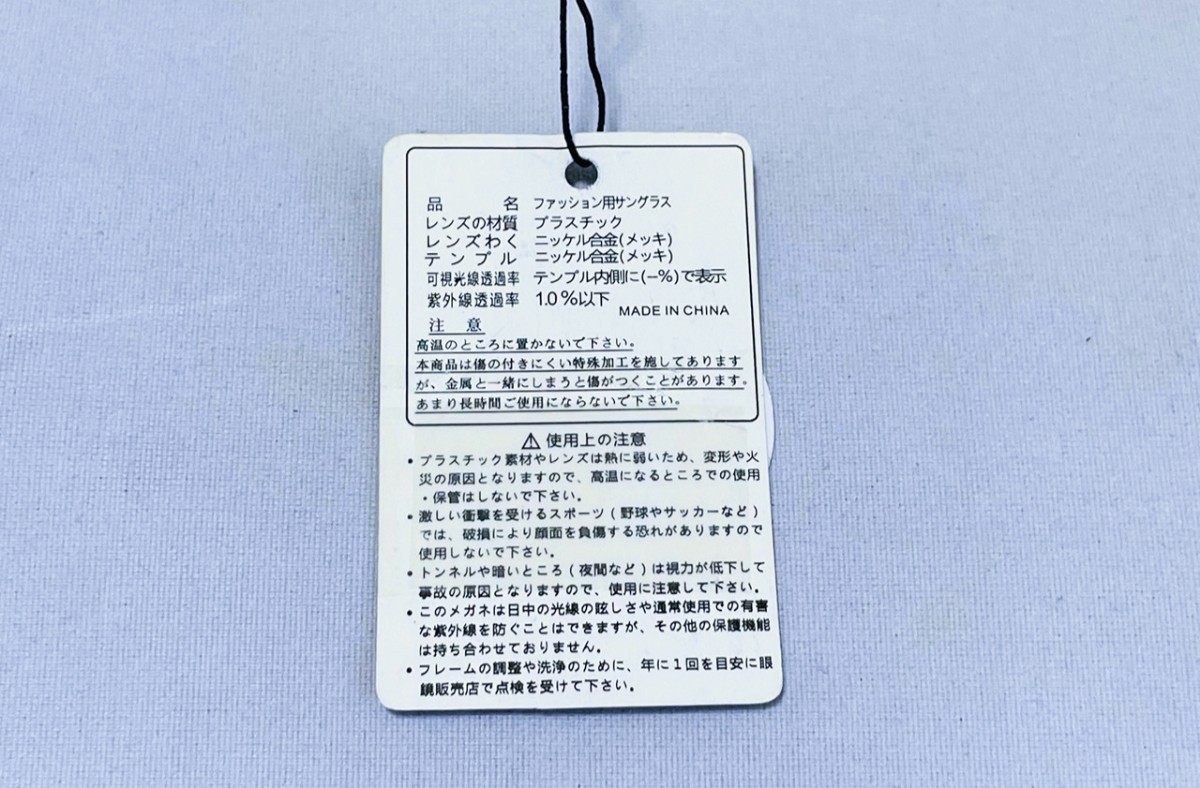 品名 ファッション用サングラス
レンズの材質 プラスチック
レンズわく ニッケル合金(メッキ)
テンプル ニッケル合金(メッキ)
可視光線透過率 テンプル内側に(−%)で表示
紫外線透過率 1.0%以下
MADE IN CHINA
注意
高温のところに置かないで下さい。
本商品は傷の付きにくい特殊加工を施してあります
が、金属と一緒にしまうと傷がつくことがあります。
あまり長時間ご使用にならないで下さい。
⚠ 使用上の注意
・プラスチック素材やレンズは熱に弱いため、変形や火
災の原因となりますので、高温になるところでの使用
・保管はしないで下さい。
・激しい衝撃を受けるスポーツ(野球やサッカーなど)
では、破損により顔面を負傷する恐れがありますので
使用しないで下さい。
・トンネルや暗いところ(夜間など)は視力が低下して
事故の原因となりますので、使用に注意して下さい。
・このメガネは日中の光線の眩しさや通常使用での有害
な紫外線を防ぐことはできますが、その他の保護機能
は持ち合わせておりません。
・フレームの調整や洗浄のために、年に1回を目安に眼
鏡販売店で点検を受けて下さい。